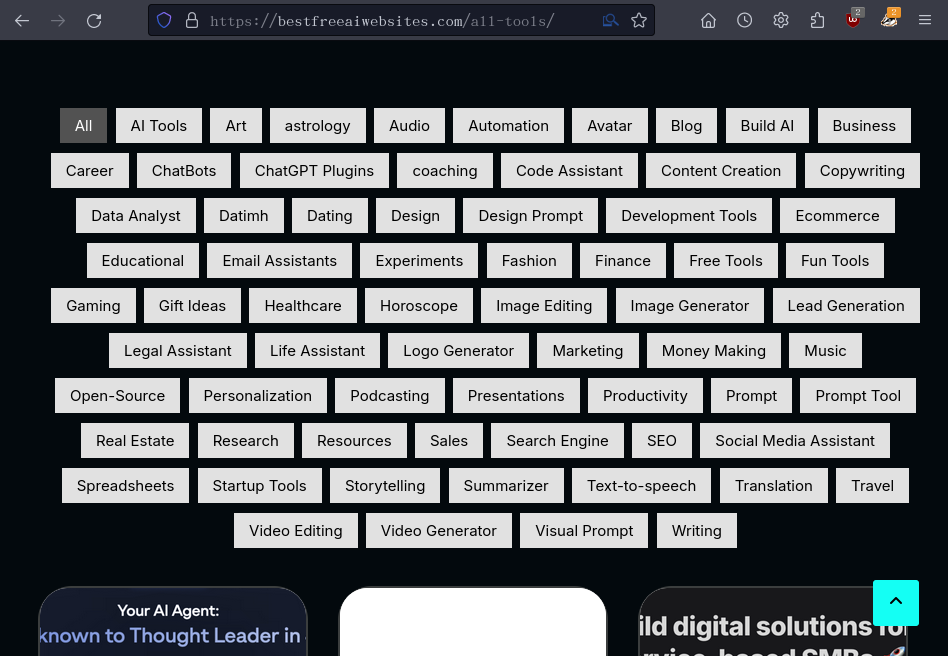 https://bestfreeaiwebsites.com/all-tools/
2
2
All AI Tools Art astrology Audio Automation Avatar Blog Build AI Business
Career ChatBots ChatGPT Plugins coaching Code Assistant Content Creation Copywriting
Data Analyst Datimh Dating Design Design Prompt Development Tools Ecommerce
Educational Email Assistants Experiments Fashion Finance Free Tools Fun Tools
Gaming Gift Ideas Healthcare Horoscope Image Editing Image Generator Lead Generation
Legal Assistant Life Assistant Logo Generator Marketing Money Making Music
Open-Source Personalization Podcasting Presentations Productivity Prompt Prompt Tool
Real Estate Research Resources Sales Search Engine SEO Social Media Assistant
Spreadsheets Startup Tools Storytelling Summarizer Text-to-speech Translation Travel
Video Editing Video Generator Visual Prompt Writing
Your AI Agent:
known to Thought Leader in
ild digital solutions for